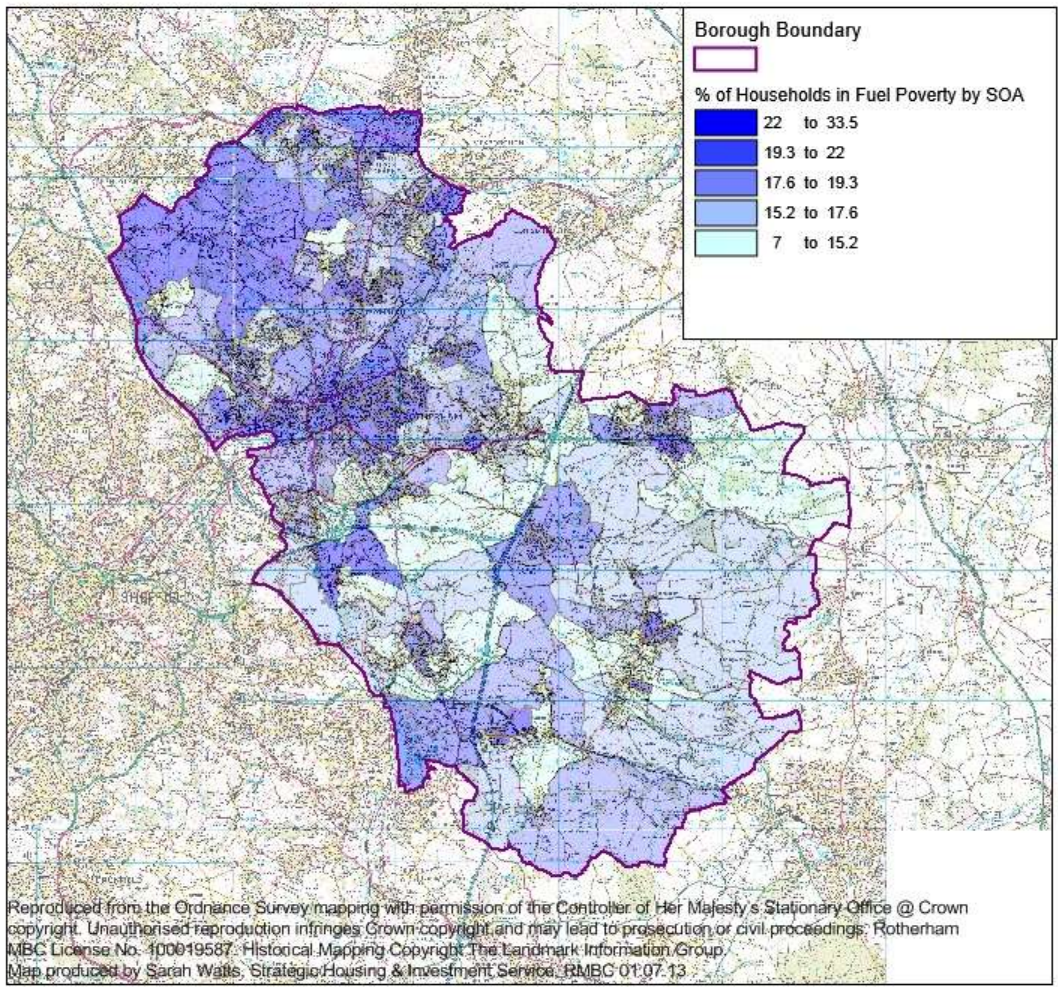 Borough Boundary
% of Households in Fuel Poverty by SOA
22 to 33.5
19.3 to 22
17.6 to 19.3
15.2 to 17.6
7 to 15.2
Reproduced from the Ordnance Survey mapping with permission of the Controller of Her Majesty's Stationary Office @ Crown
copyright. Unauthorised reproduction infringes Crown copyright and may lead to prosecution or civil proceedings. Rotherham
MBC License No. 100019587. Historical Mapping Copyright The Landmark Information Group.
Map produced by Sarah Watts, Strategic Housing & Investment Service, RMBC 01.07.13